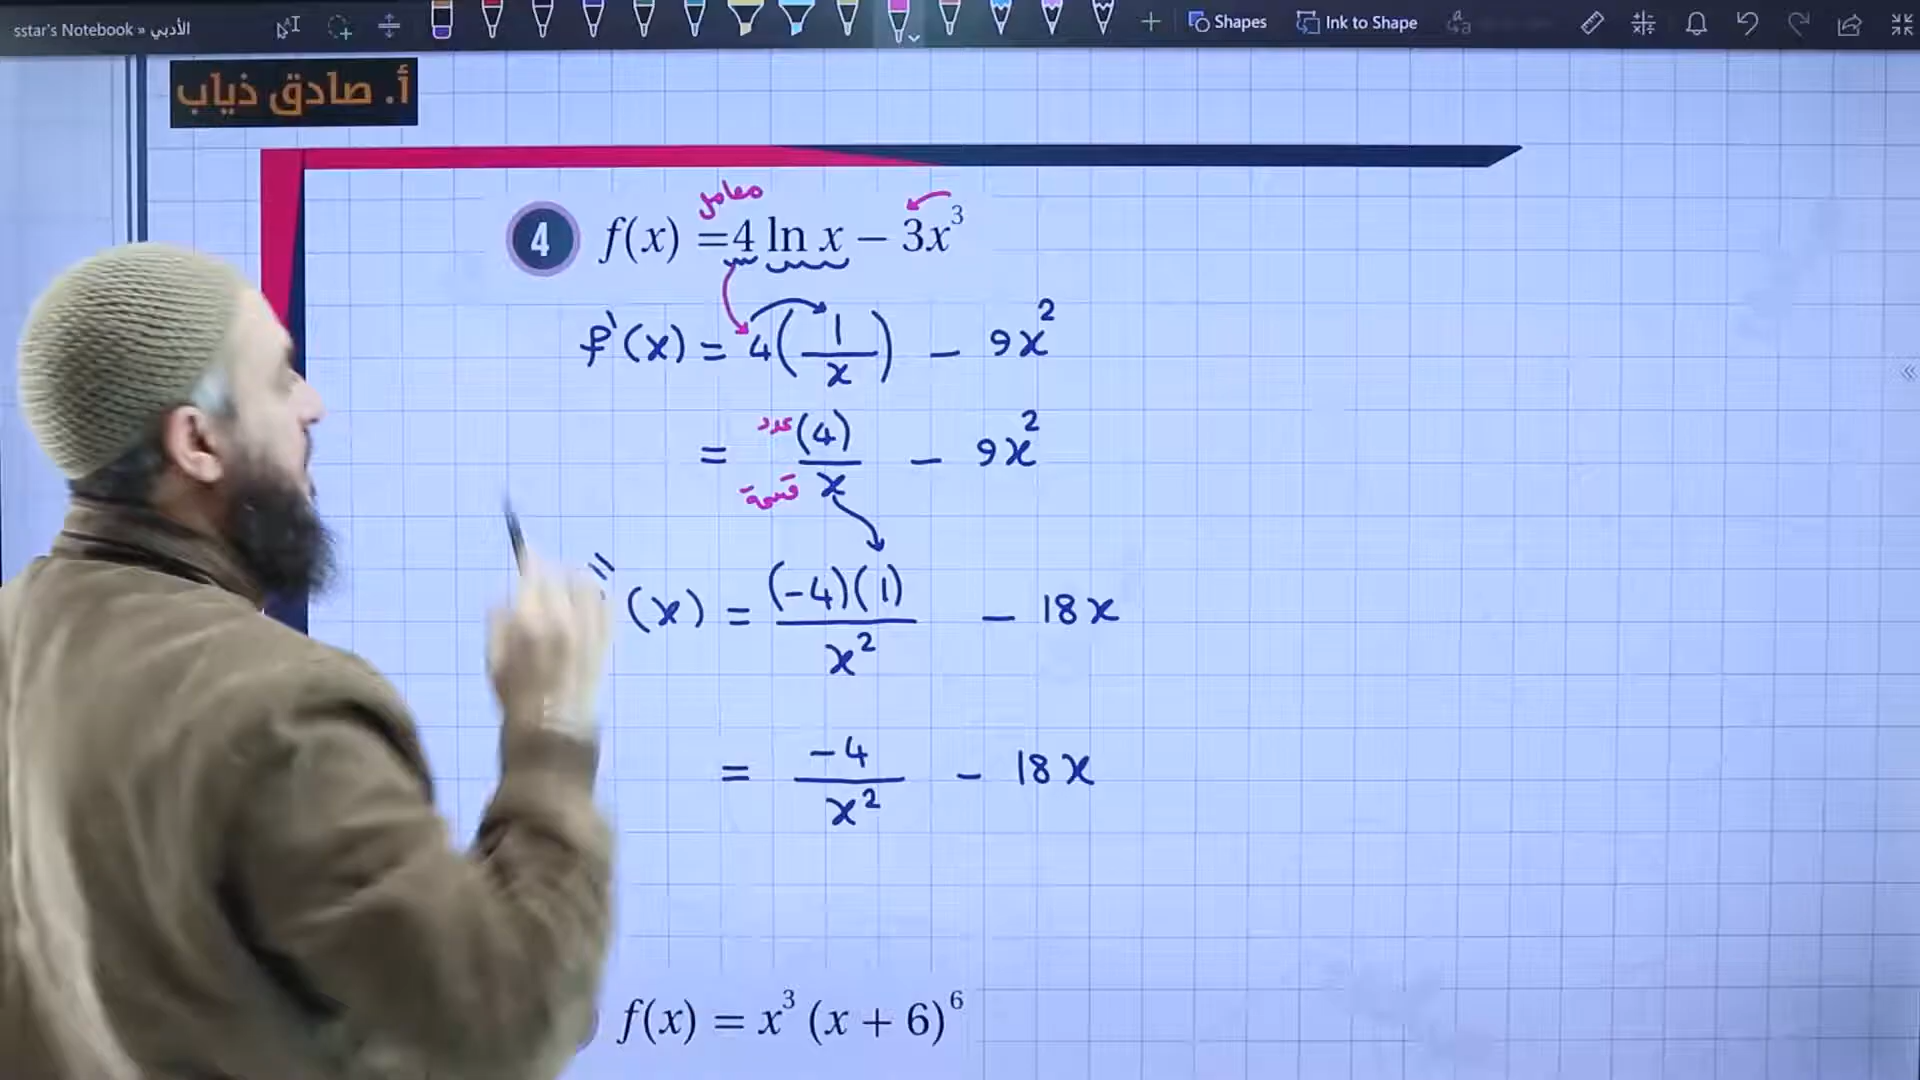 sstar's Notebook » الأدبي
Shapes
Ink to Shape
أ. صادق ذياب
معامل
4 f(x) = 4 ln x − 3x³
f'(x) = 4(1/x) − 9x²
= (4)/x − 9x²
عدد
قسمة
''(x) = (-4)(1)/x² − 18x
= -4/x² − 18x
f(x) = x³ (x + 6)⁶